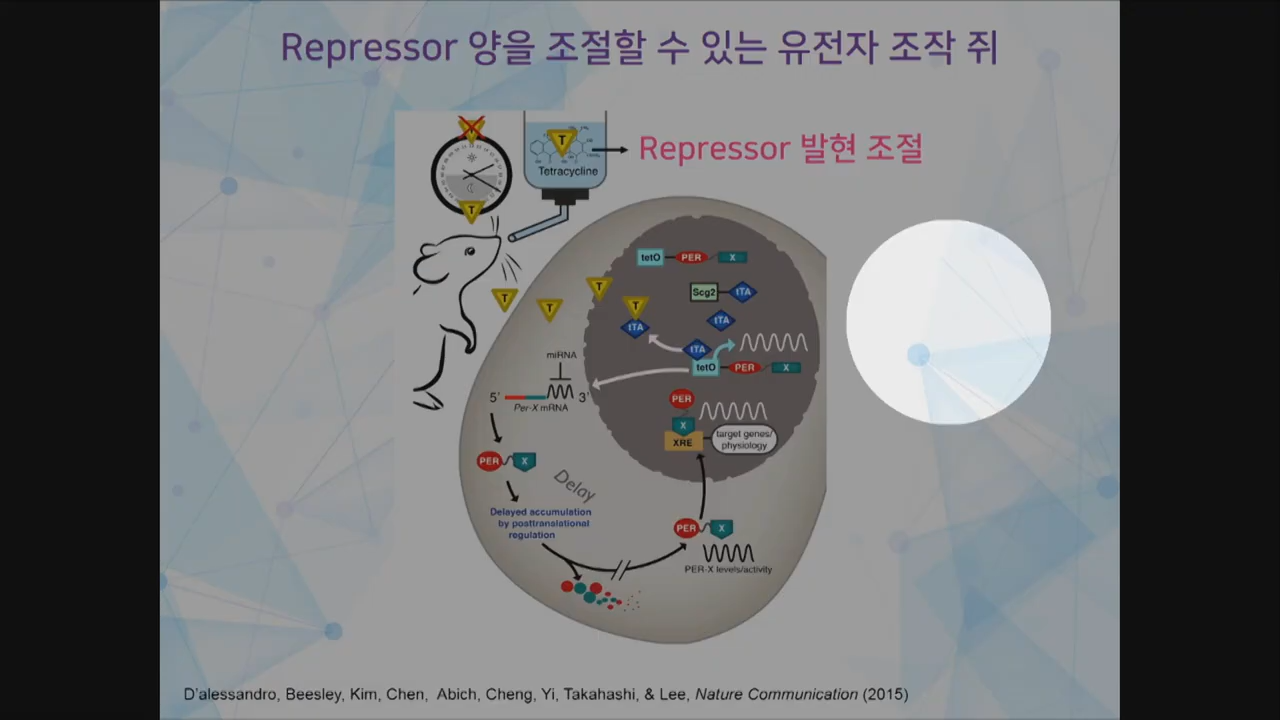 Repressor 양을 조절할 수 있는 유전자 조작 쥐
T
T
Tetracycline
Repressor 발현 조절
T
tetO
PER
X
T
T
T
T
Scg2
tTA
tTA
tTA
tTA
tetO
PER
X
miRNA
5'
3'
Per-X mRNA
PER
X
XRE
target genes/
physiology
PER
X
Delay
Delayed accumulation
by posttranalational
regulation
PER
X
PER-X levels/activity
D'alessandro, Beesley, Kim, Chen, Abich, Cheng, Yi, Takahashi, & Lee, Nature Communication (2015)